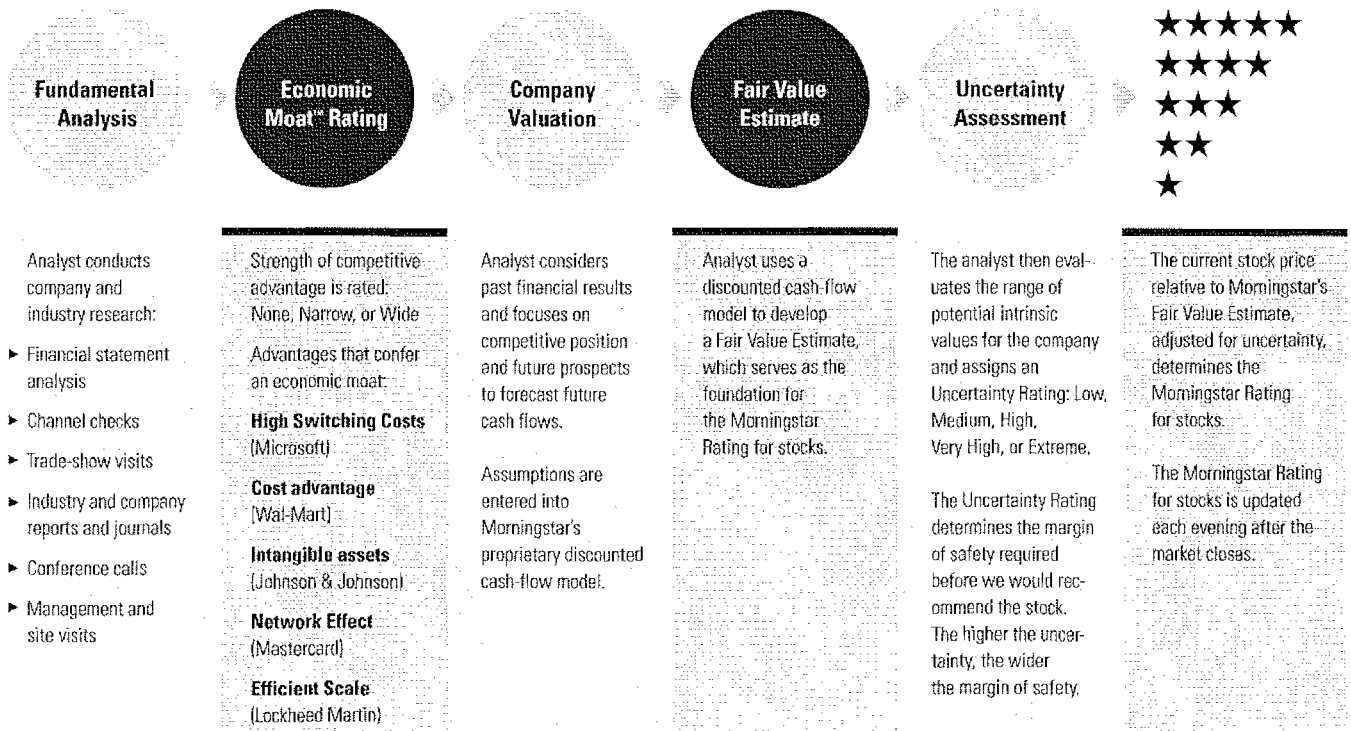 Fundamental
Analysis
Economic
Moat™ Rating
Company
Valuation
Fair Value
Estimate
Uncertainty
Assessment
★★★★★
★★★★
★★★
★★
★
Analyst conducts
company and
industry research:
► Financial statement
analysis
► Channel checks
► Trade-show visits
► Industry and company
reports and journals
► Conference calls
► Management and
site visits
Strength of competitive
advantage is rated:
None, Narrow, or Wide
Advantages that confer
an economic moat:
High Switching Costs
(Microsoft)
Cost advantage
(Wal-Mart)
Intangible assets
(Johnson & Johnson)
Network Effect
(Mastercard)
Efficient Scale
(Lockheed Martin)
Analyst considers
past financial results
and focuses on
competitive position
and future prospects
to forecast future
cash flows.
Assumptions are
entered into
Morningstar's
proprietary discounted
cash-flow model.
Analyst uses a
discounted cash-flow
model to develop
a Fair Value Estimate,
which serves as the
foundation for
the Morningstar
Rating for stocks.
The analyst then eval-
uates the range of
potential intrinsic
values for the company
and assigns an
Uncertainty Rating: Low,
Medium, High,
Very High, or Extreme.
The Uncertainty Rating
determines the margin
of safety required
before we would rec-
ommend the stock.
The higher the uncer-
tainty, the wider
the margin of safety.
The current stock price
relative to Morningstar's
Fair Value Estimate,
adjusted for uncertainty,
determines the
Morningstar Rating
for stocks.
The Morningstar Rating
for stocks is updated
each evening after the
market closes.